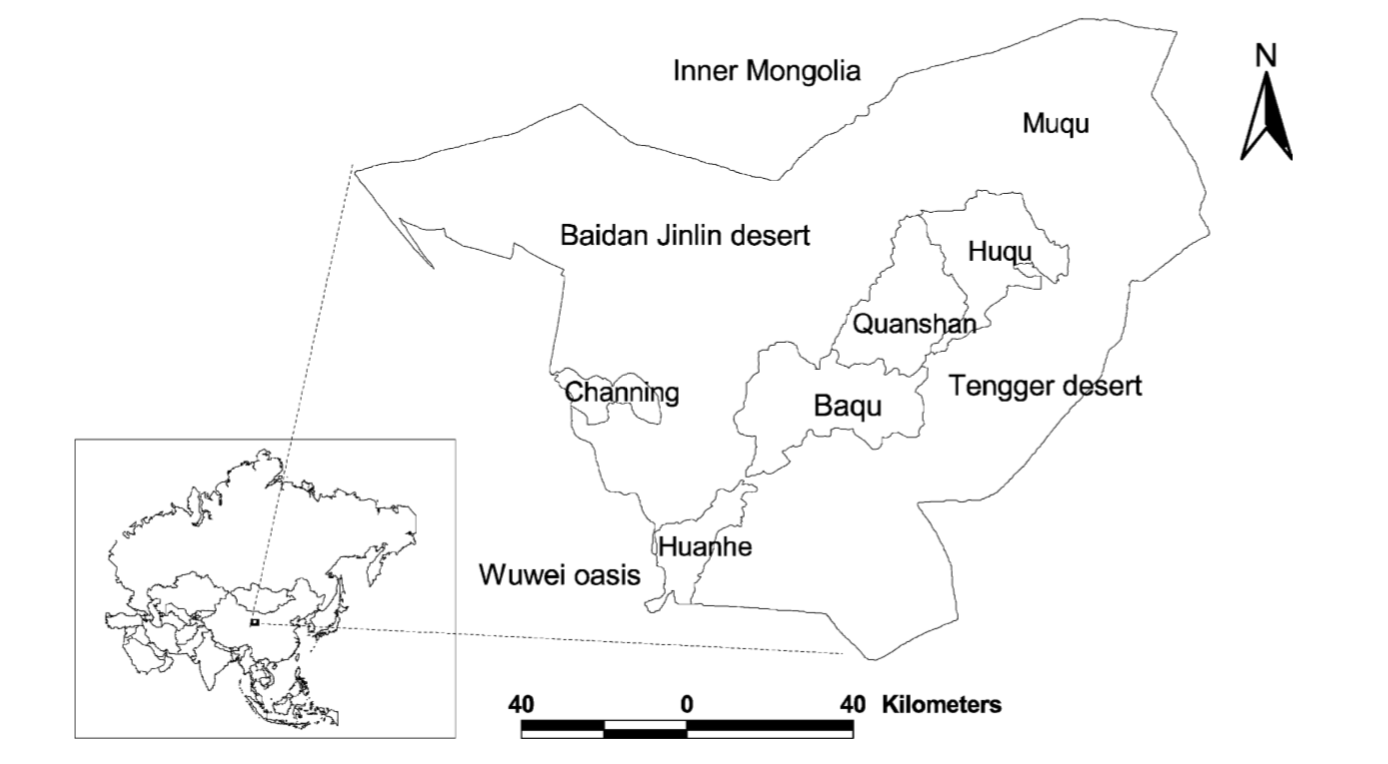 Inner Mongolia
N
Muqu
Baidan Jinlin desert
Huqu
Quanshan
Channing
Baqu
Tengger desert
Huanhe
Wuwei oasis
40 0 40 Kilometers